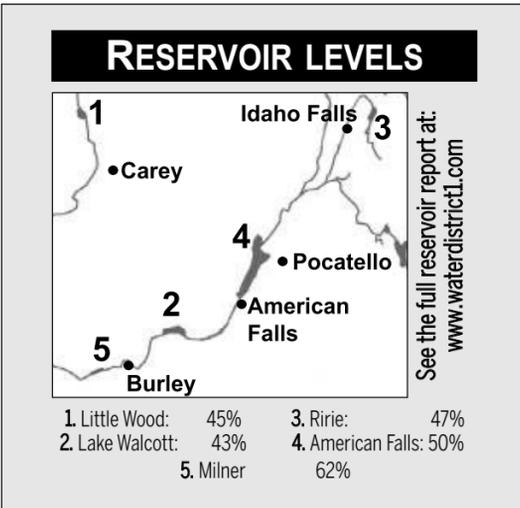 RESERVOIR LEVELS
1
Idaho Falls
3
Carey
4
Pocatello
American
Falls
2
5
Burley
See the full reservoir report at:
www.waterdistrict1.com
1. Little Wood: 45%
3. Ririe: 47%
2. Lake Walcott: 43%
4. American Falls: 50%
5. Milner 62%